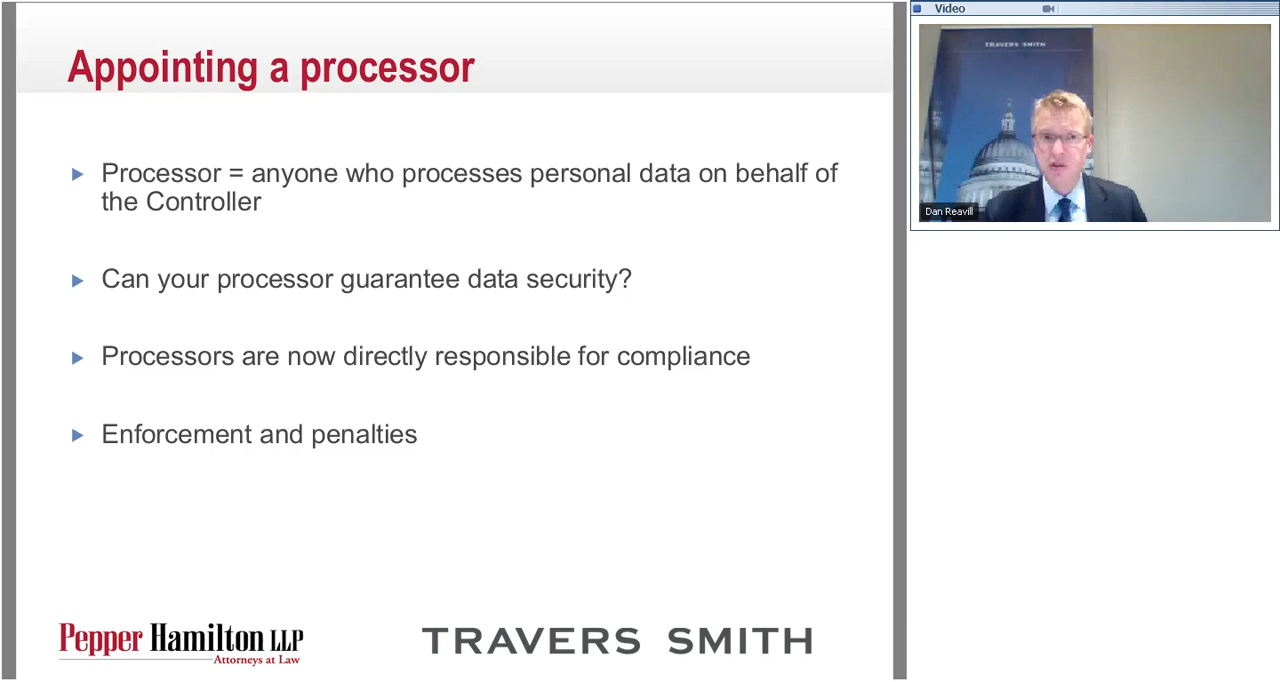 Appointing a processor
Processor = anyone who processes personal data on behalf of
the Controller
Can your processor guarantee data security?
Processors are now directly responsible for compliance
Enforcement and penalties
Pepper Hamilton LLP
Attorneys at Law
TRAVERS SMITH
Video
TRAVERS SMITH
Dan Reavill